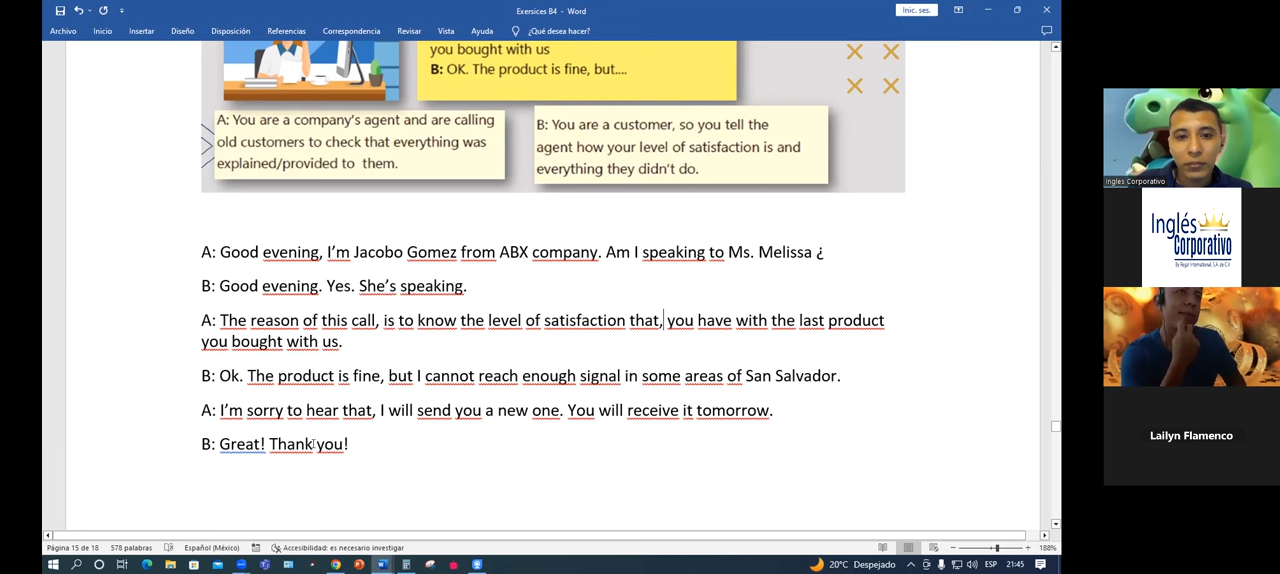 Exersices B4 - Word
Inic. ses.
Archivo Inicio Insertar Diseño Disposición Referencias Correspondencia Revisar Vista Ayuda ¿Qué desea hacer?
you bought with us
B: OK. The product is fine, but....
A: You are a company's agent and are calling
old customers to check that everything was
explained/provided to them.
B: You are a customer, so you tell the
agent how your level of satisfaction is and
everything they didn't do.
A: Good evening, I'm Jacobo Gomez from ABX company. Am I speaking to Ms. Melissa ¿
B: Good evening. Yes. She's speaking.
A: The reason of this call, is to know the level of satisfaction that, you have with the last product
you bought with us.
B: Ok. The product is fine, but I cannot reach enough signal in some areas of San Salvador.
A: I'm sorry to hear that, I will send you a new one. You will receive it tomorrow.
B: Great! Thank you!
Página 15 de 18 578 palabras Español (México) Accesibilidad: es necesario investigar 188%
20°C Despejado ESP 21:45
Ingles Corporativo
Inglés
Corporativo
By Regal International, S.A. de C.V.
Lailyn Flamenco